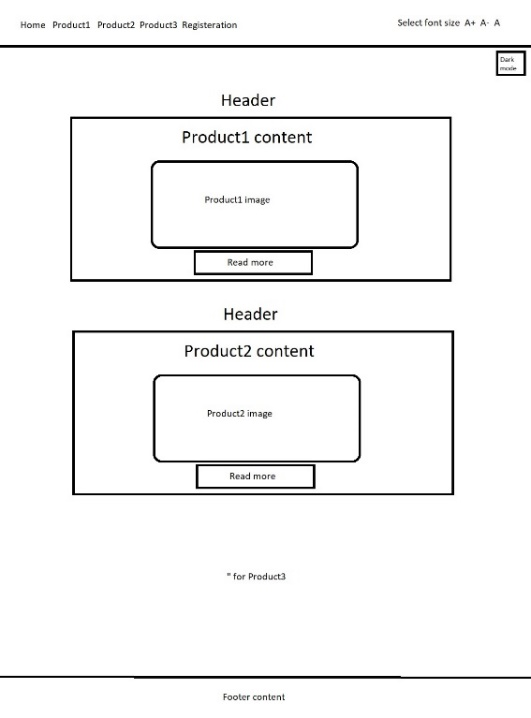 Home Product1 Product2 Product3 Registeration
Select font size A+ A- A
Dark
mode
Header
Product1 content
Product1 image
Read more
Header
Product2 content
Product2 image
Read more
" for Product3
Footer content